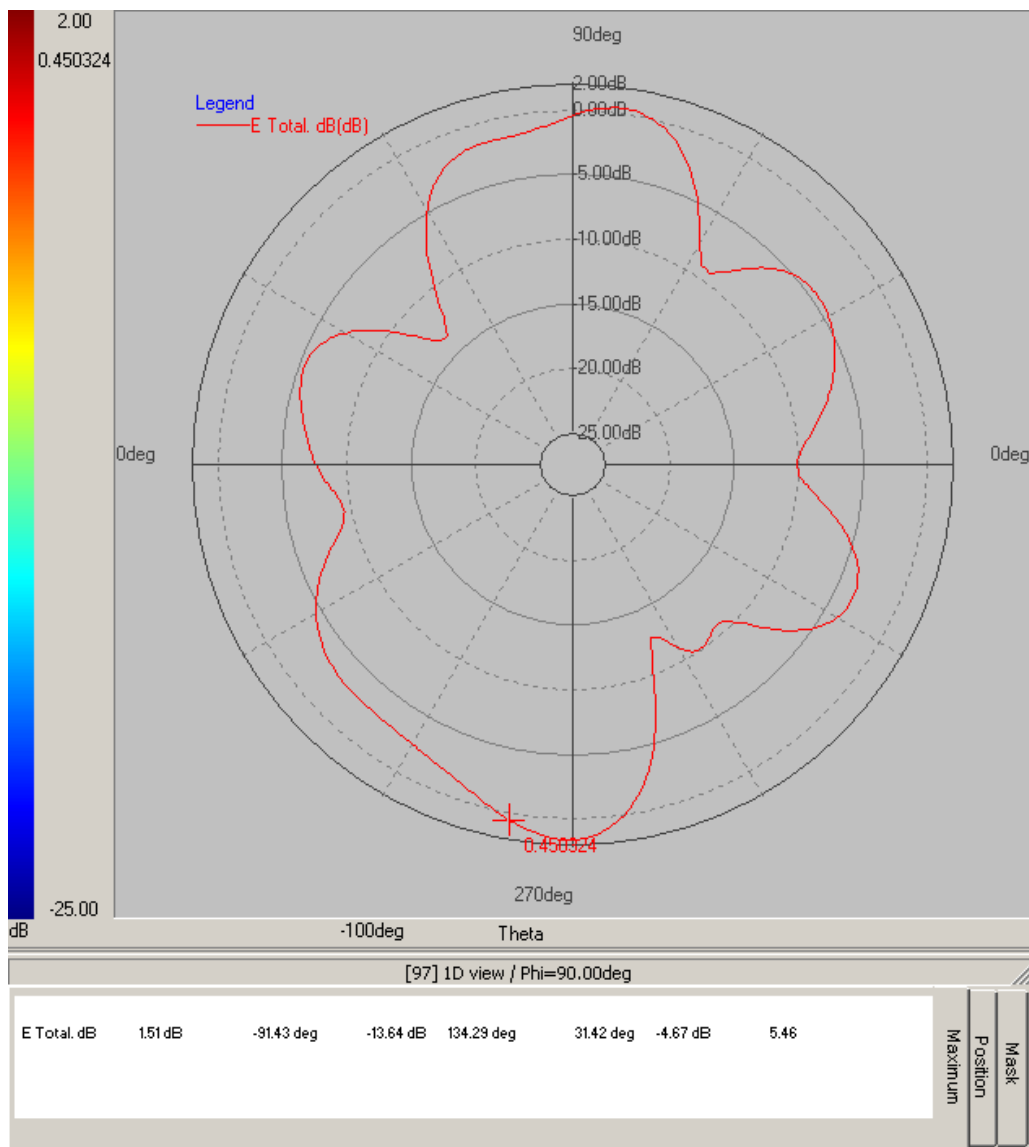 2.00
0.450324
90deg
Legend
E Total. dB(dB)
2.00dB
0.00dB
-5.00dB
-10.00dB
-15.00dB
-20.00dB
-25.00dB
0deg
0deg
0.450324
270deg
-25.00
dB
-100deg
Theta
[97] 1D view / Phi=90.00deg
E Total. dB 1.51 dB -91.43 deg -13.64 dB 134.29 deg 31.42 deg -4.67 dB 5.46
Maximum
Position
Mask